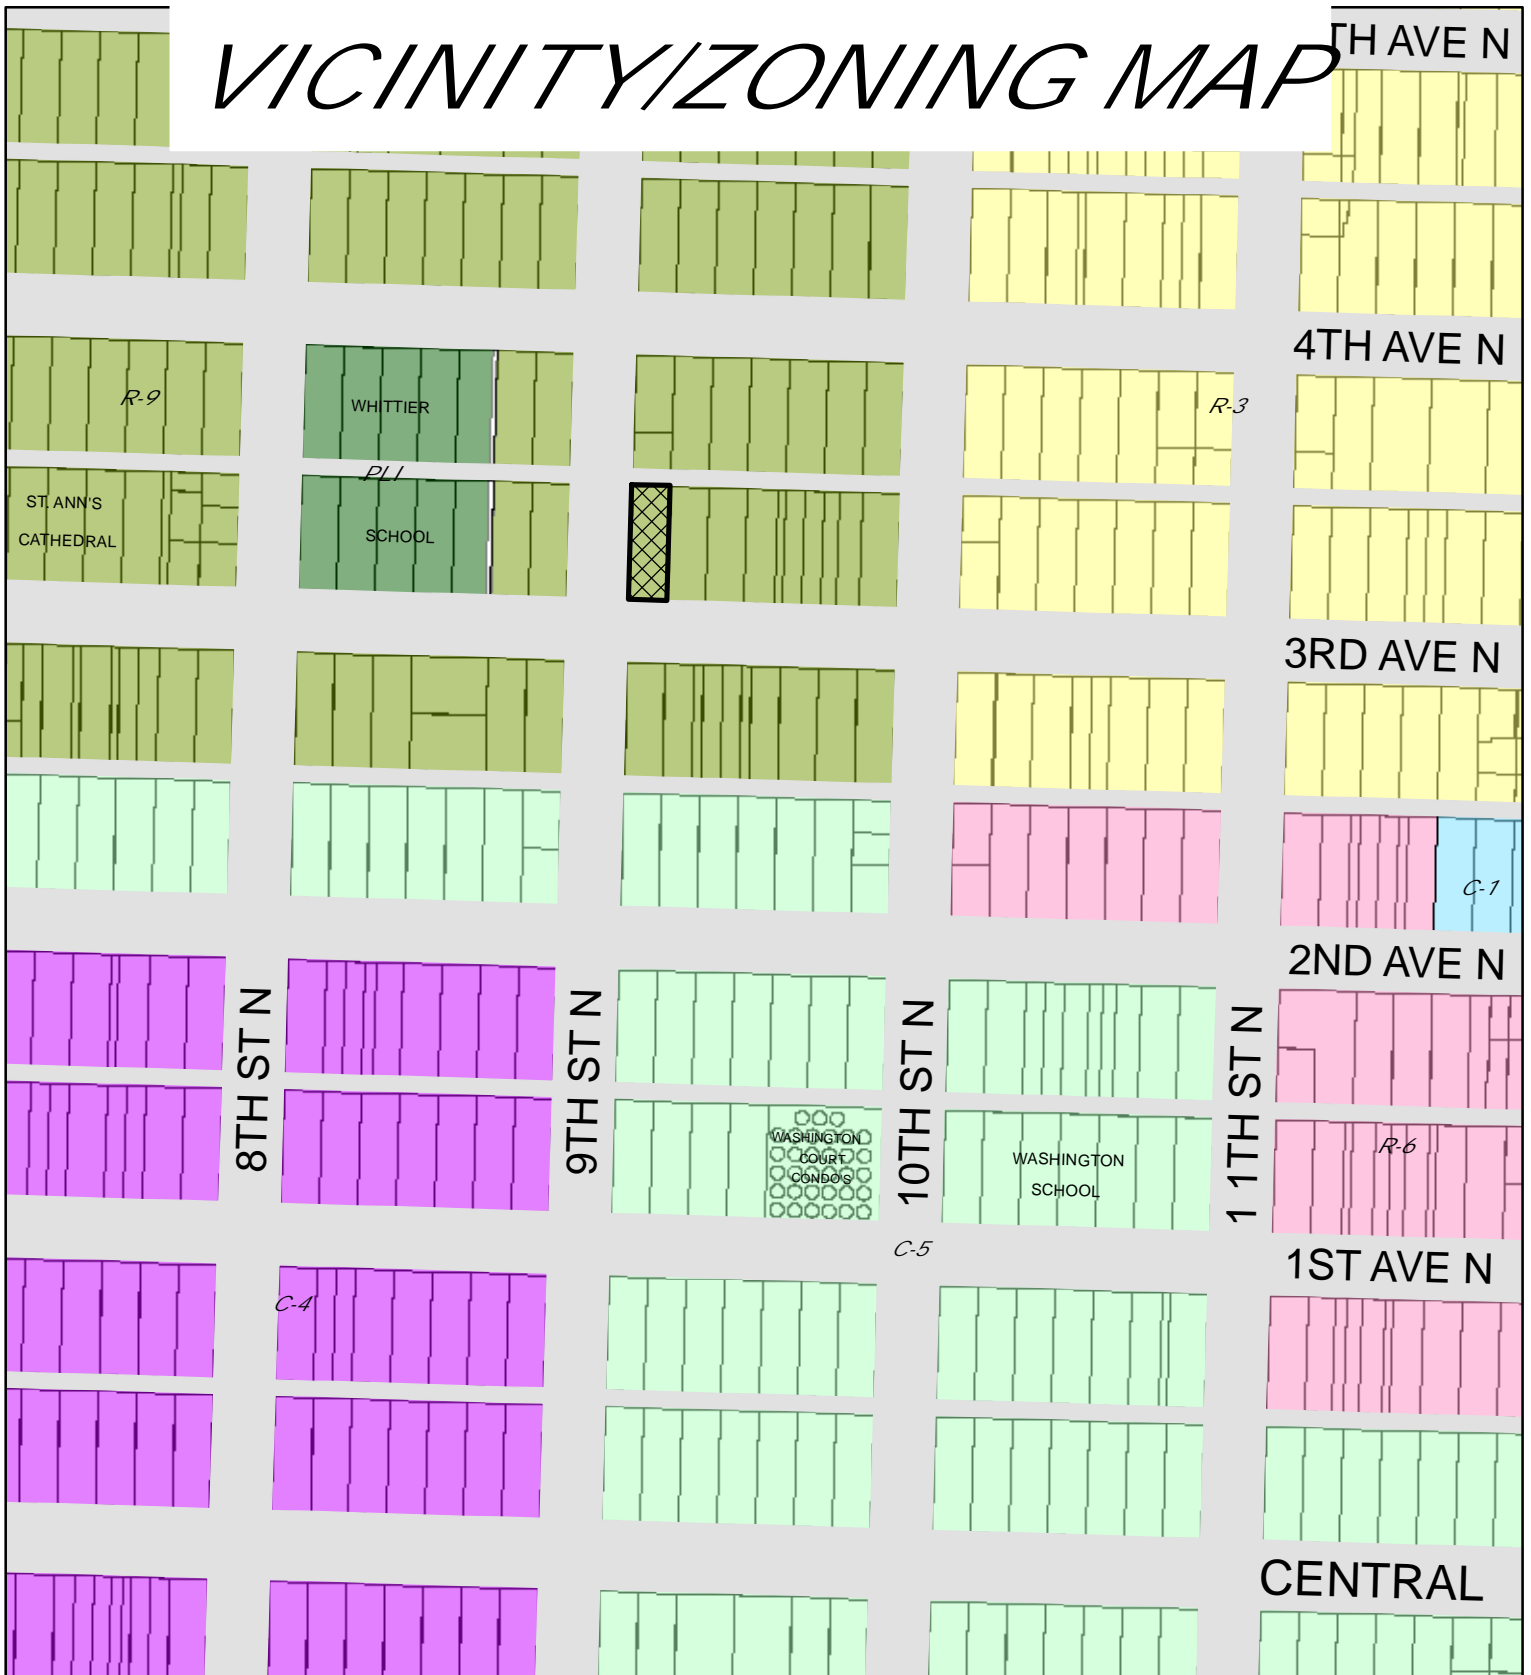 VICINITY/ZONING MAP
TH AVE N
4TH AVE N
R-9
WHITTIER
R-3
PLI
ST. ANN'S
CATHEDRAL
SCHOOL
3RD AVE N
C-1
2ND AVE N
8TH ST N
9TH ST N
10TH ST N
11TH ST N
WASHINGTON
COURT
CONDO'S
WASHINGTON
SCHOOL
R-6
C-5
1ST AVE N
C-4
CENTRAL